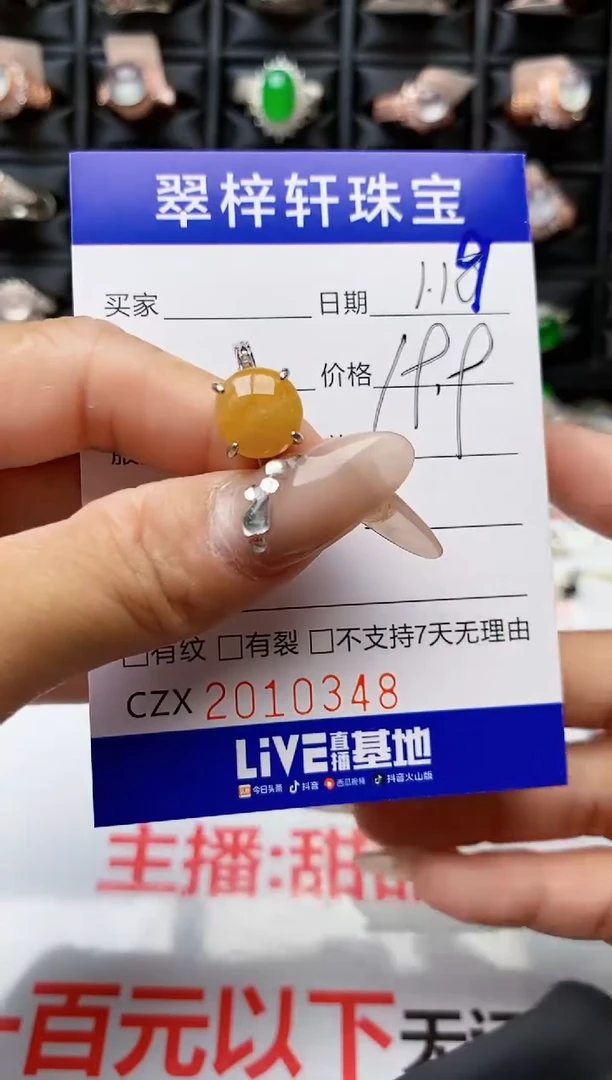 翠梓轩珠宝
买家 日期 1.19
价格 19.9
□有纹 □有裂 □不支持7天无理由
CZX 2010348
LiVE直播基地
今日头条 抖音 西瓜视频 抖音火山版
主播:甜
一百元以下无